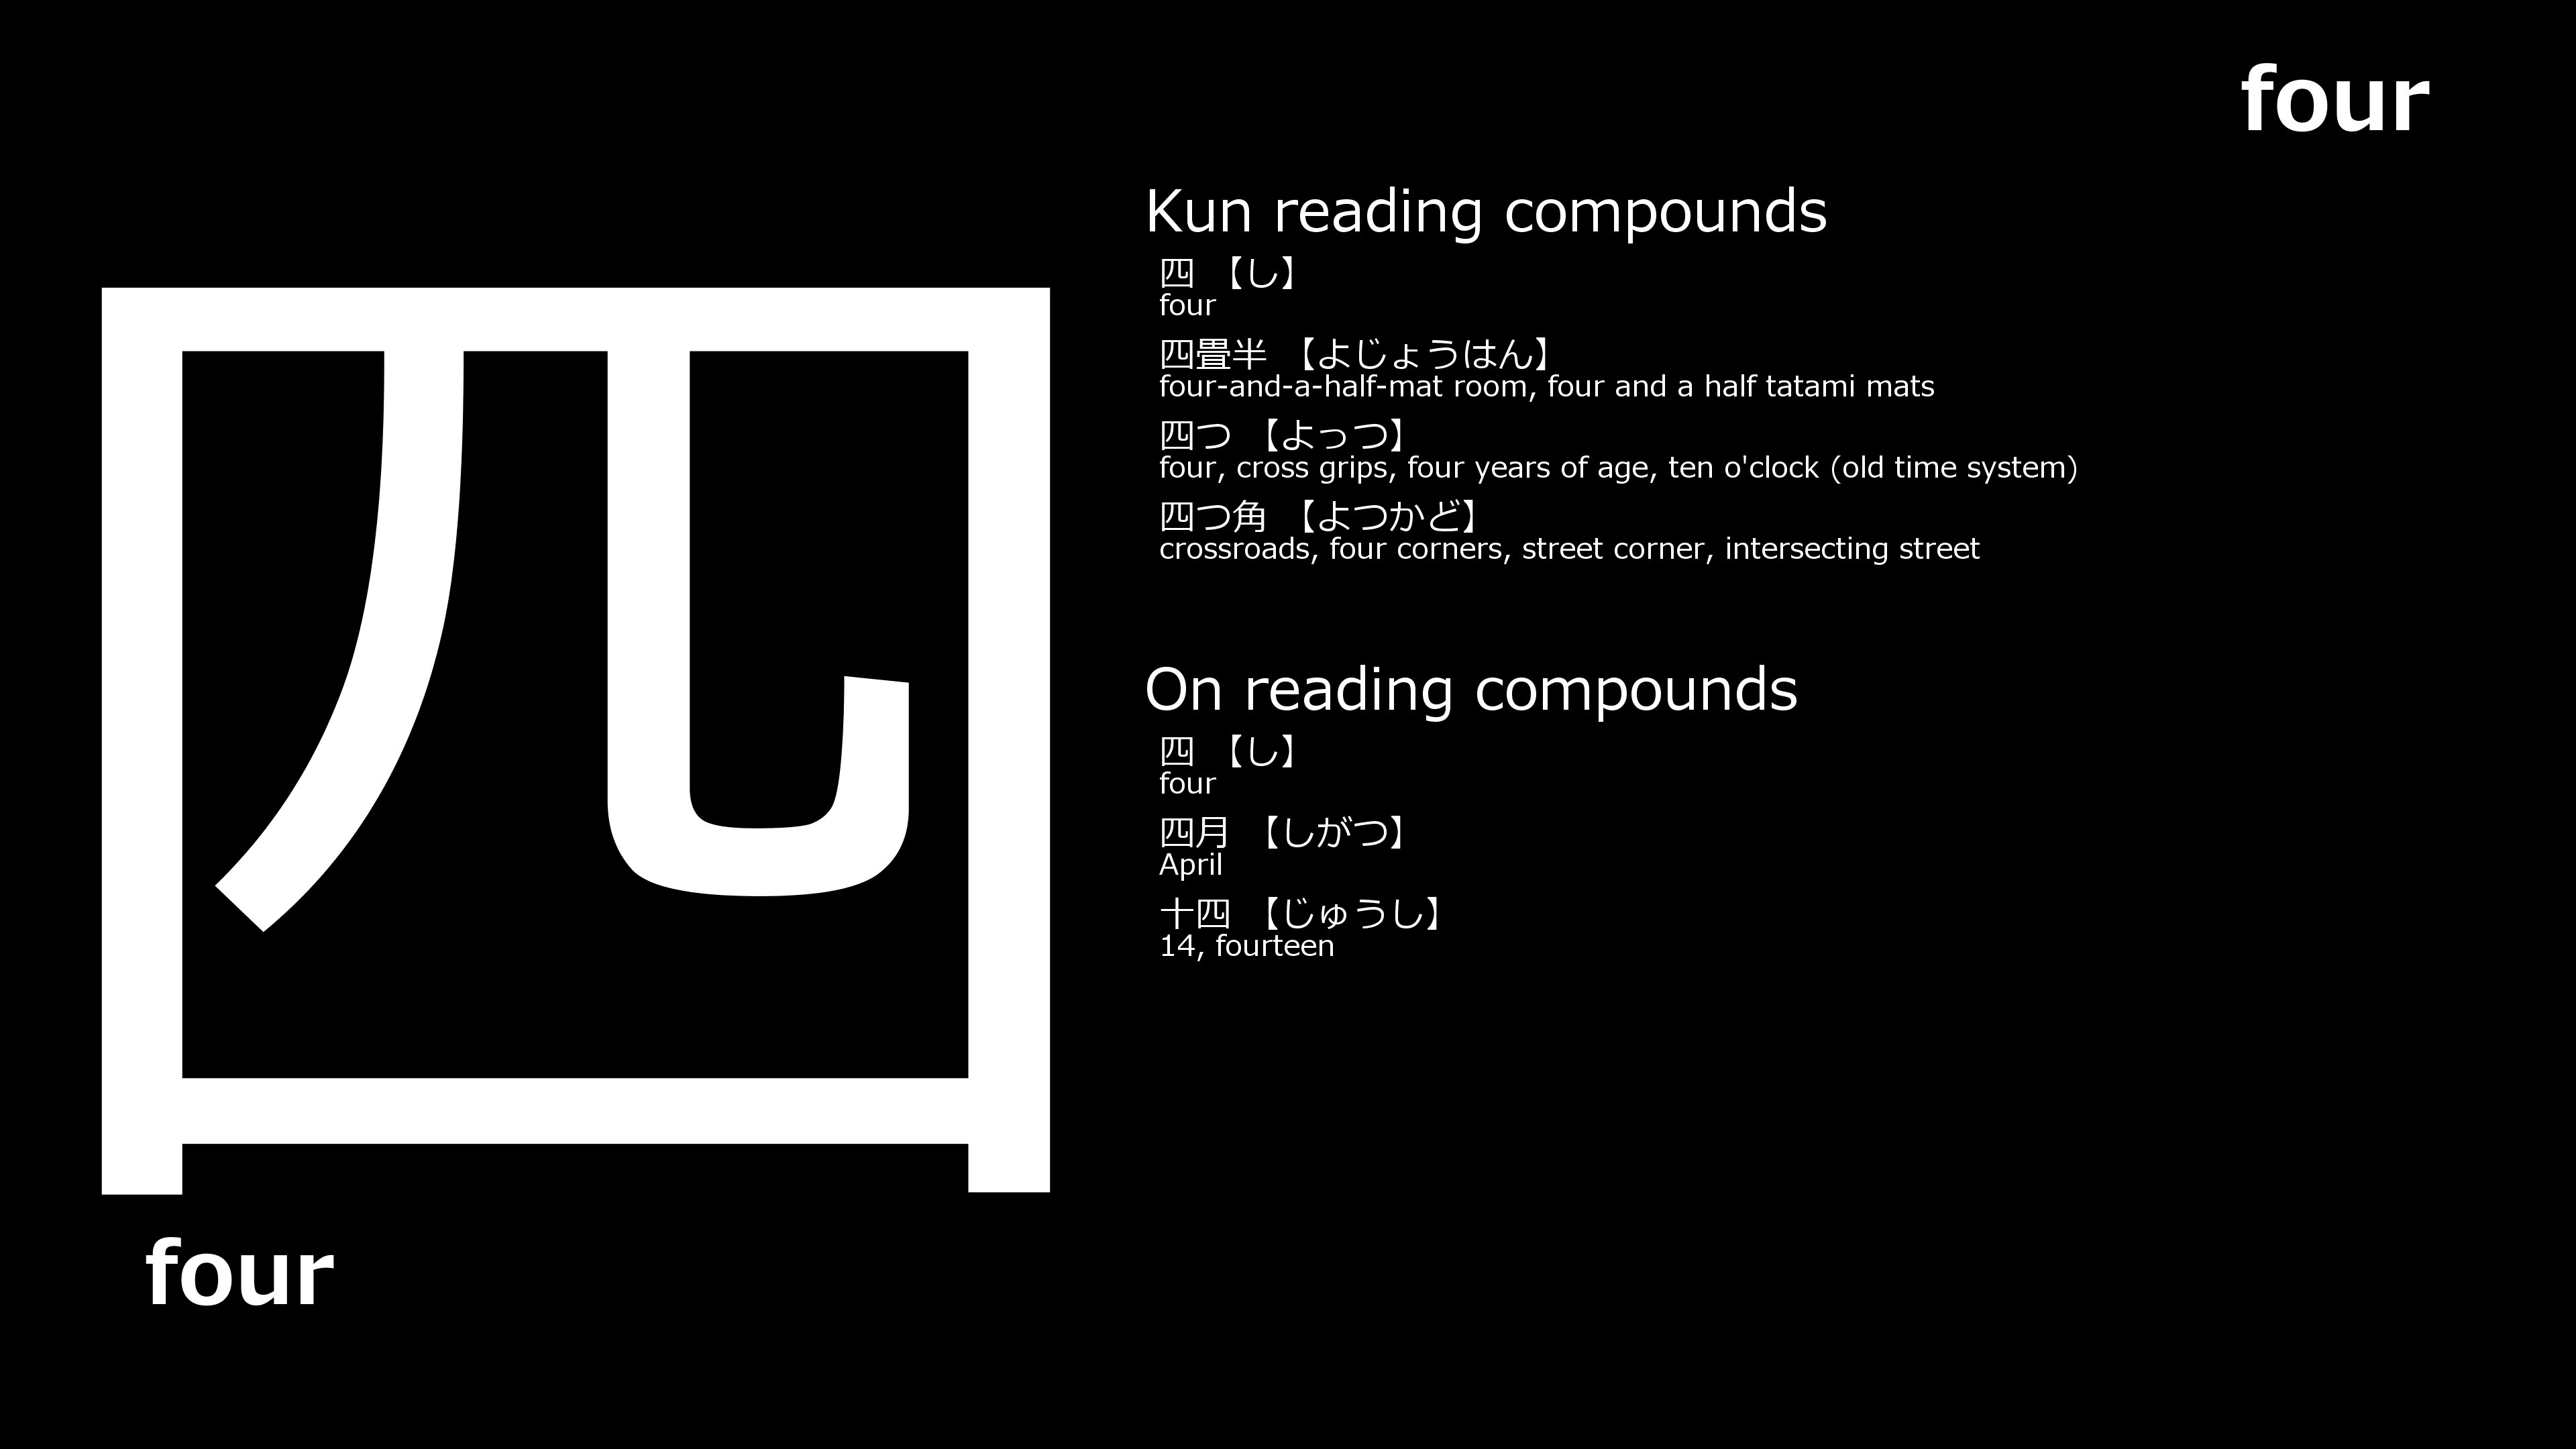 four
四
four
Kun reading compounds
四 【し】
four
四畳半 【よじょうはん】
four-and-a-half-mat room, four and a half tatami mats
四つ 【よっつ】
four, cross grips, four years of age, ten o'clock (old time system)
四つ角 【よつかど】
crossroads, four corners, street corner, intersecting street
On reading compounds
四 【し】
four
四月 【しがつ】
April
十四 【じゅうし】
14, fourteen